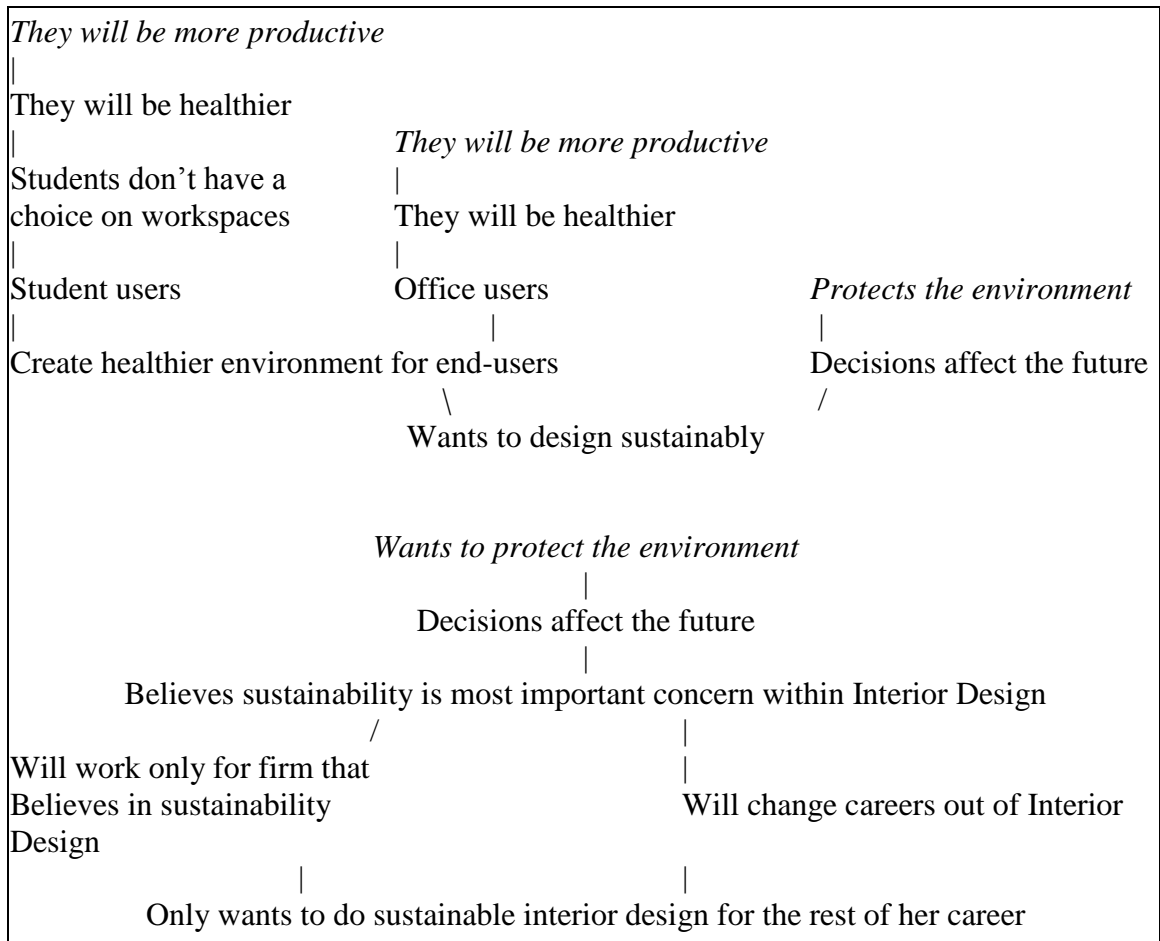 They will be more productive
|
They will be healthier
| They will be more productive
Students don’t have a |
choice on workspaces They will be healthier
| |
Student users Office users Protects the environment
| | |
Create healthier environment for end-users Decisions affect the future
\ /
Wants to design sustainably
Wants to protect the environment
|
Decisions affect the future
|
Believes sustainability is most important concern within Interior Design
/ |
Will work only for firm that |
Believes in sustainability Will change careers out of Interior
Design
| |
Only wants to do sustainable interior design for the rest of her career